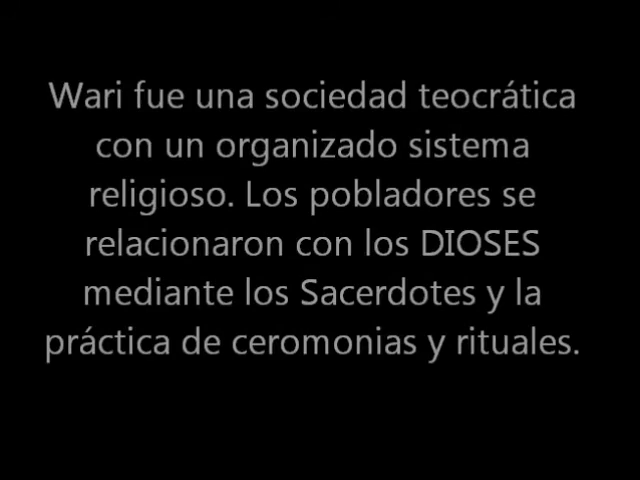 Wari fue una sociedad teocrática
con un organizado sistema
religioso. Los pobladores se
relacionaron con los DIOSES
mediante los Sacerdotes y la
práctica de ceromonias y rituales.